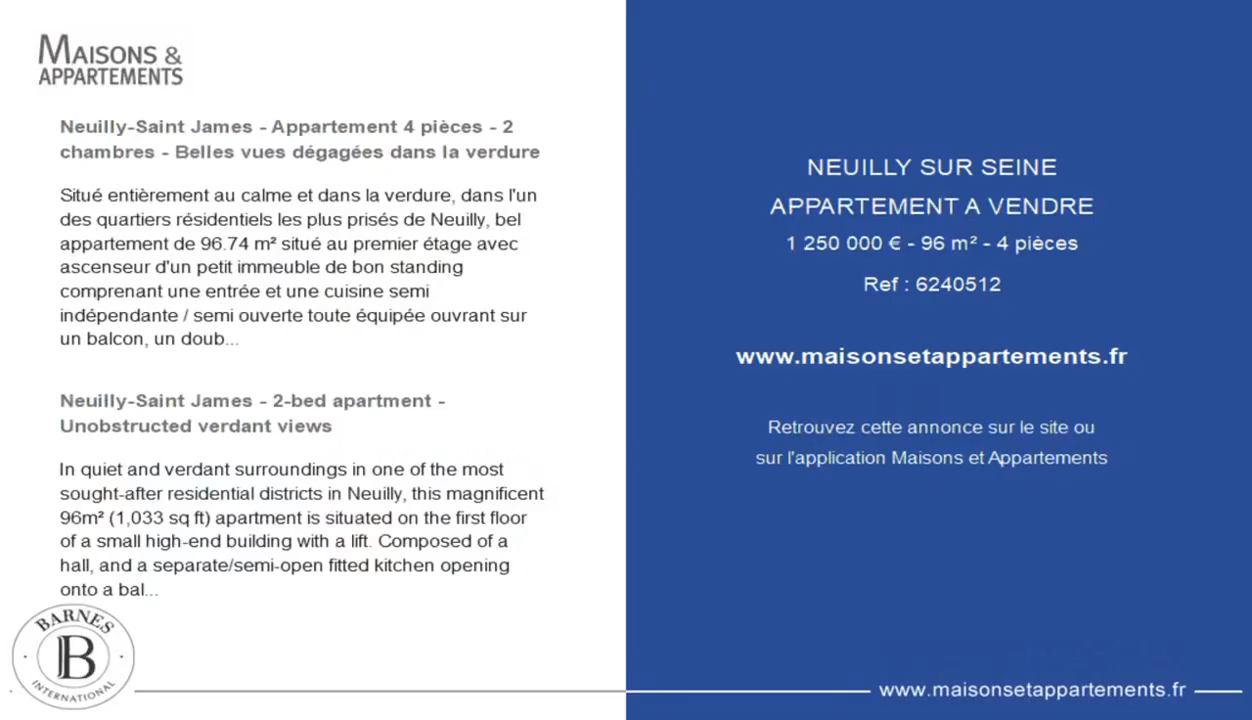 MAISONS &
APPARTEMENTS
Neuilly-Saint James - Appartement 4 pièces - 2
chambres - Belles vues dégagées dans la verdure
Situé entièrement au calme et dans la verdure, dans l'un
des quartiers résidentiels les plus prisés de Neuilly, bel
appartement de 96.74 m² situé au premier étage avec
ascenseur d'un petit immeuble de bon standing
comprenant une entrée et une cuisine semi
indépendante / semi ouverte toute équipée ouvrant sur
un balcon, un doub...
Neuilly-Saint James - 2-bed apartment -
Unobstructed verdant views
In quiet and verdant surroundings in one of the most
sought-after residential districts in Neuilly, this magnificent
96m² (1,033 sq ft) apartment is situated on the first floor
of a small high-end building with a lift. Composed of a
hall, and a separate/semi-open fitted kitchen opening
onto a bal...
BARNES
B
INTERNATIONAL
NEUILLY SUR SEINE
APPARTEMENT A VENDRE
1 250 000 € - 96 m² - 4 pièces
Ref : 6240512
www.maisonsetappartements.fr
Retrouvez cette annonce sur le site ou
sur l'application Maisons et Appartements
www.maisonsetappartements.fr